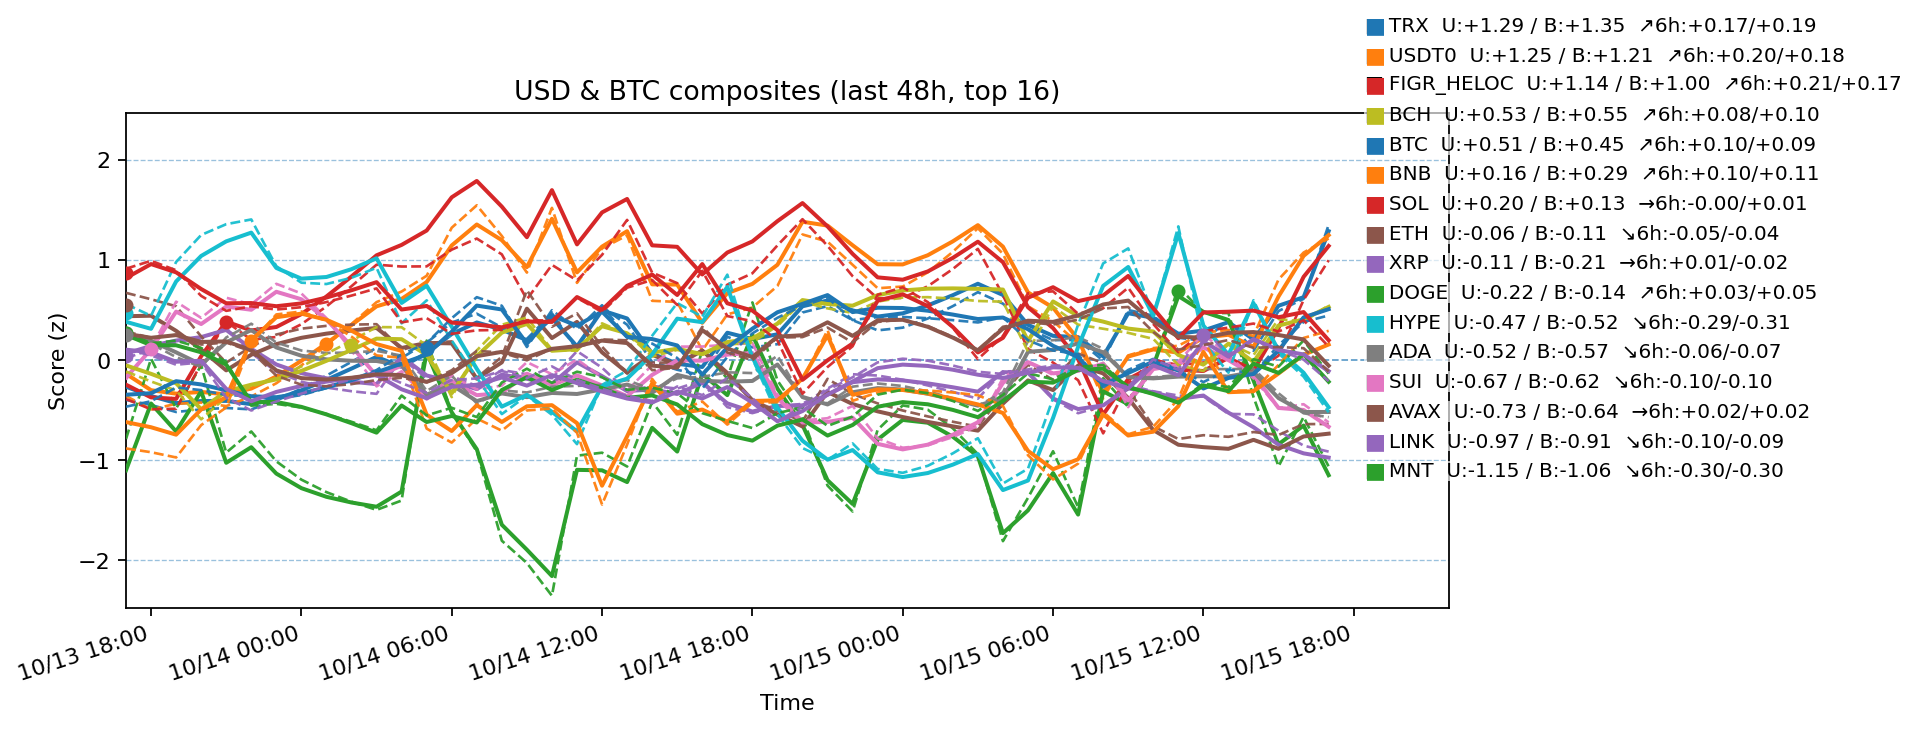 TRX U:+1.29 / B:+1.35 ↗6h:+0.17/+0.19
USDT0 U:+1.25 / B:+1.21 ↗6h:+0.20/+0.18
FIGR_HELOC U:+1.14 / B:+1.00 ↗6h:+0.21/+0.17
BCH U:+0.53 / B:+0.55 ↗6h:+0.08/+0.10
BTC U:+0.51 / B:+0.45 ↗6h:+0.10/+0.09
BNB U:+0.16 / B:+0.29 ↗6h:+0.10/+0.11
SOL U:+0.20 / B:+0.13 →6h:-0.00/+0.01
ETH U:-0.06 / B:-0.11 ↘6h:-0.05/-0.04
XRP U:-0.11 / B:-0.21 →6h:+0.01/-0.02
DOGE U:-0.22 / B:-0.14 ↗6h:+0.03/+0.05
HYPE U:-0.47 / B:-0.52 ↘6h:-0.29/-0.31
ADA U:-0.52 / B:-0.57 ↘6h:-0.06/-0.07
SUI U:-0.67 / B:-0.62 ↘6h:-0.10/-0.10
AVAX U:-0.73 / B:-0.64 →6h:+0.02/+0.02
LINK U:-0.97 / B:-0.91 ↘6h:-0.10/-0.09
MNT U:-1.15 / B:-1.06 ↘6h:-0.30/-0.30
USD & BTC composites (last 48h, top 16)
Score (z)
2
1
0
−1
−2
10/13 18:00
10/14 00:00
10/14 06:00
10/14 12:00
10/14 18:00
10/15 00:00
10/15 06:00
10/15 12:00
10/15 18:00
Time